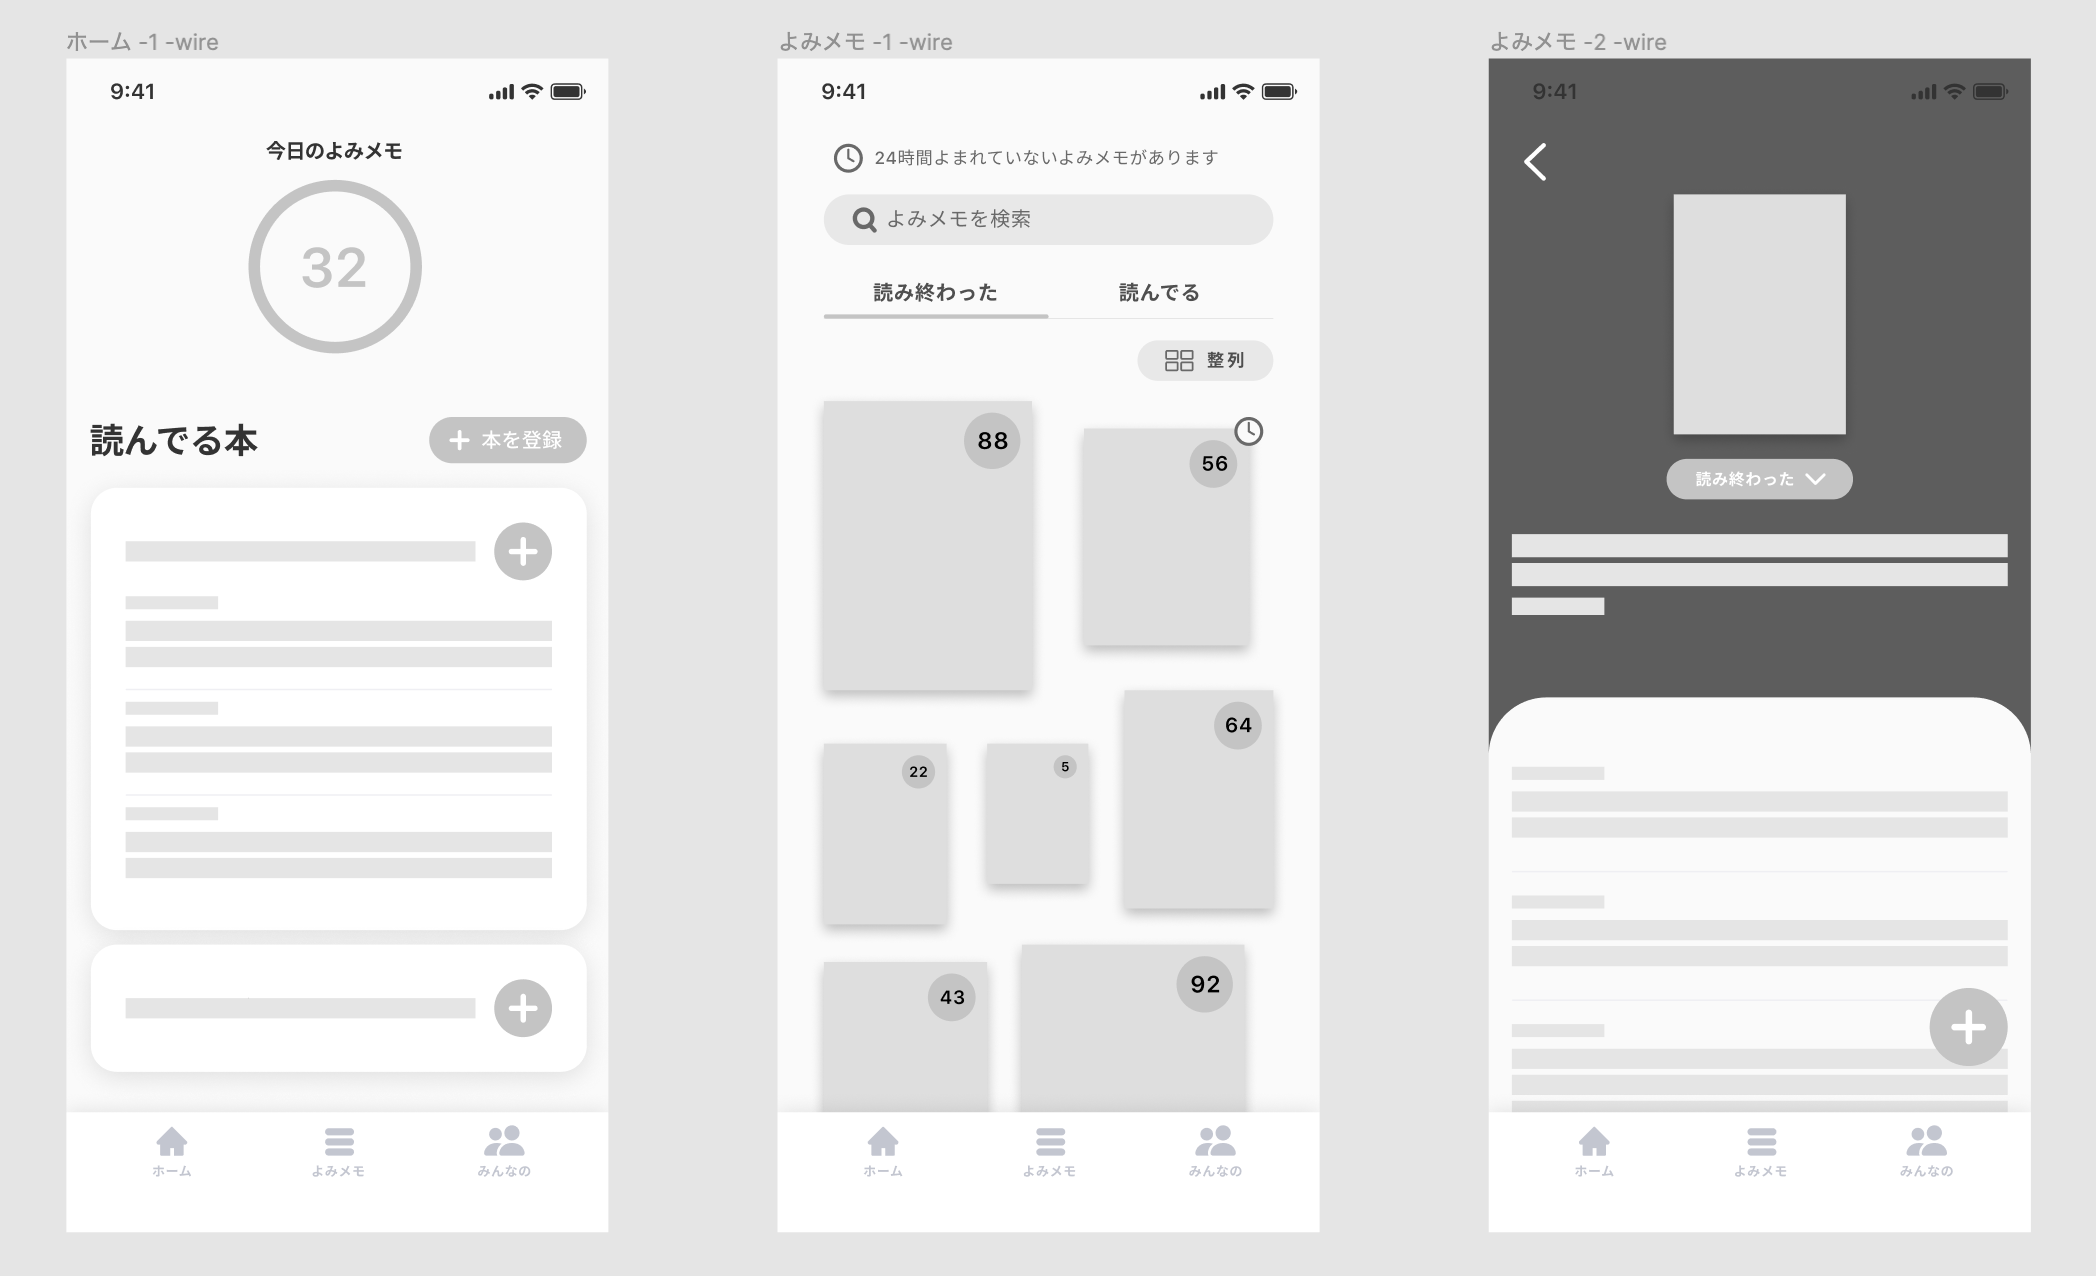 ホーム -1 -wire
9:41
今日のよみメモ
32
読んでる本
本を登録
ホーム
よみメモ
みんなの
よみメモ -1 -wire
9:41
24時間よまれていないよみメモがあります
よみメモを検索
読み終わった
読んでる
整列
88
56
64
22
5
43
92
ホーム
よみメモ
みんなの
よみメモ -2 -wire
9:41
読み終わった
ホーム
よみメモ
みんなの